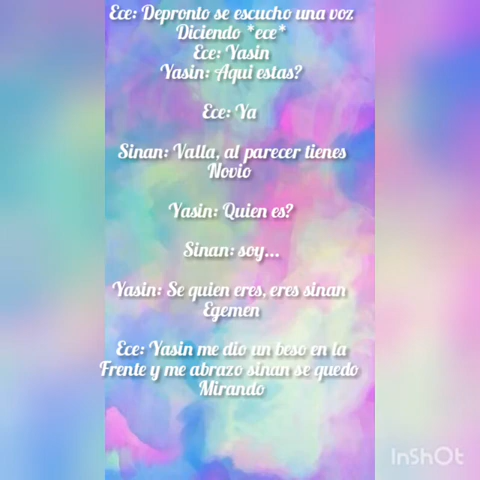 Ece: Depronto se escucho una voz
Diciendo *ece*
Ece: Yasin
Yasin: Aqui estas?
Ece: Ya
Sinan: Valla, al parecer tienes
Novio
Yasin: Quien es?
Sinan: soy...
Yasin: Se quien eres, eres sinan
Egemen
Ece: Yasin me dio un beso en la
Frente y me abrazo sinan se quedo
Mirando
InShOt